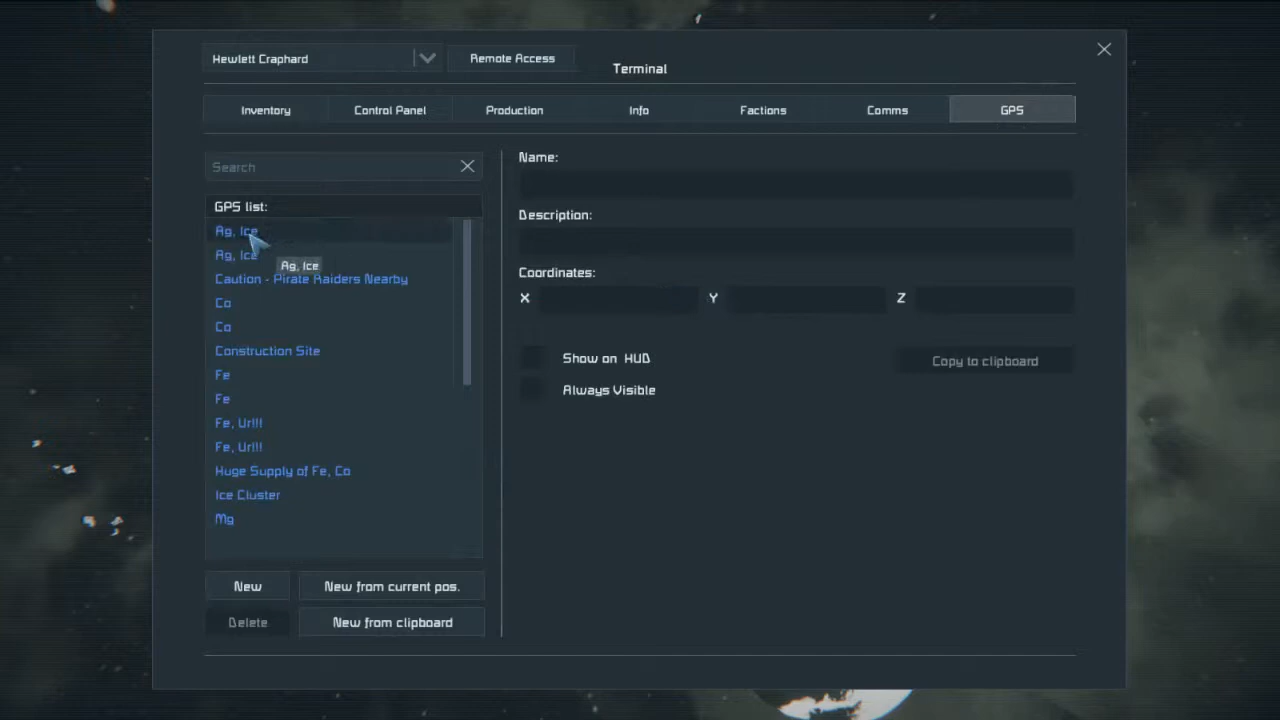 Hewlett Craphard
Remote Access
Terminal
Inventory
Control Panel
Production
Info
Factions
Comms
GPS
Search
GPS list:
Ag, Ice
Ag, Ice
Ag, Ice
Caution - Pirate Raiders Nearby
Co
Co
Construction Site
Fe
Fe
Fe, Ur!!!
Fe, Ur!!!
Huge Supply of Fe, Co
Ice Cluster
Mg
New
New from current pos.
Delete
New from clipboard
Name:
Description:
Coordinates:
X
Y
Z
Show on HUD
Copy to clipboard
Always Visible